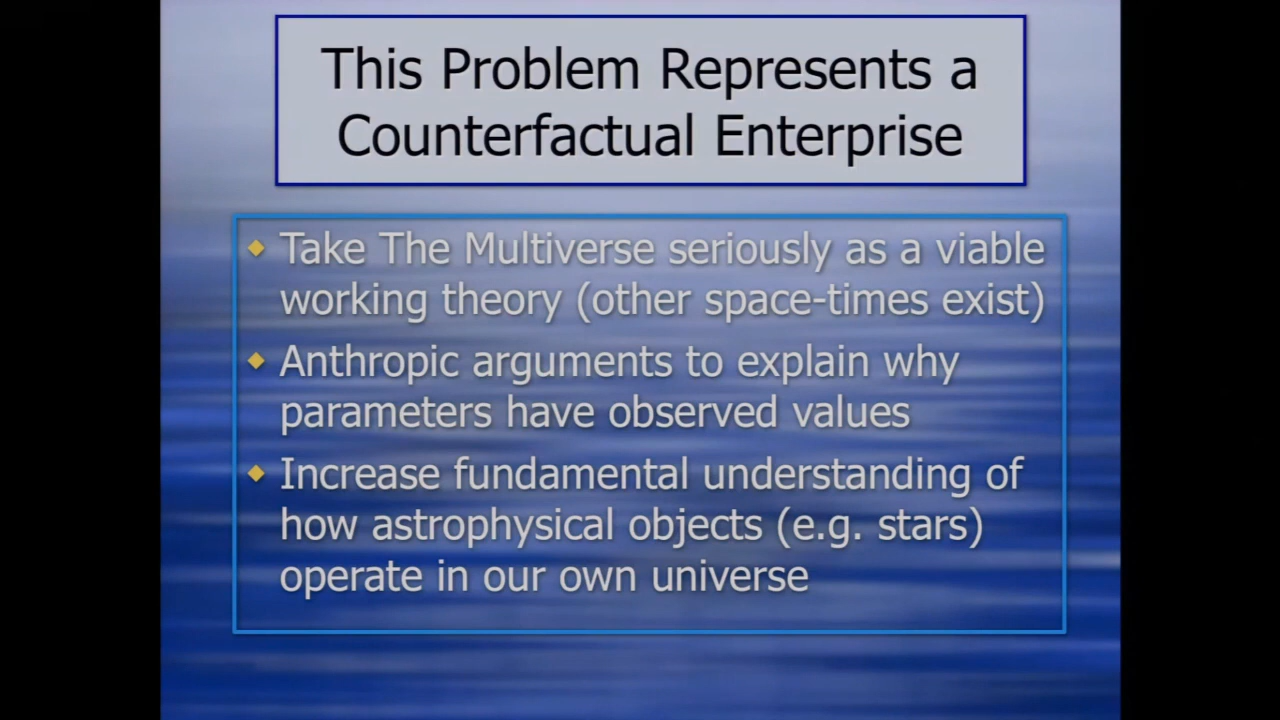 This Problem Represents a
Counterfactual Enterprise
Take The Multiverse seriously as a viable
working theory (other space-times exist)
Anthropic arguments to explain why
parameters have observed values
Increase fundamental understanding of
how astrophysical objects (e.g. stars)
operate in our own universe